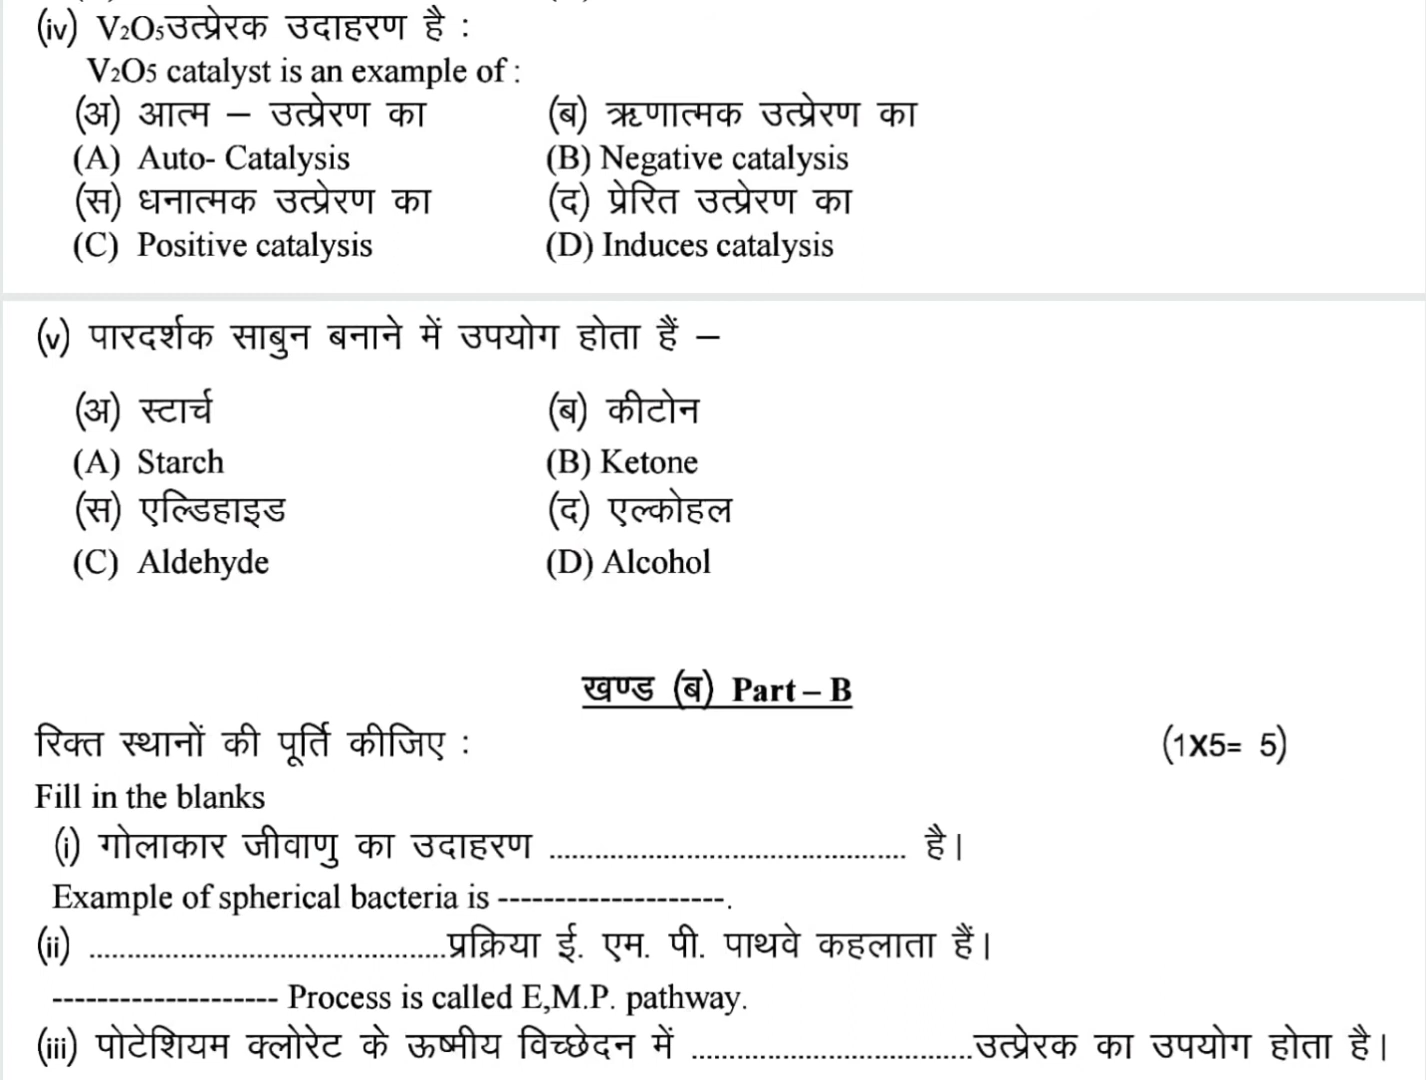 (iv) V₂O₅उत्प्रेरक उदाहरण है :
V₂O5 catalyst is an example of :
(अ) आत्म – उत्प्रेरण का (ब) ऋणात्मक उत्प्रेरण का
(A) Auto- Catalysis (B) Negative catalysis
(स) धनात्मक उत्प्रेरण का (द) प्रेरित उत्प्रेरण का
(C) Positive catalysis (D) Induces catalysis
(v) पारदर्शक साबुन बनाने में उपयोग होता हैं –
(अ) स्टार्च (ब) कीटोन
(A) Starch (B) Ketone
(स) एल्डिहाइड (द) एल्कोहल
(C) Aldehyde (D) Alcohol
खण्ड (ब) Part – B
रिक्त स्थानों की पूर्ति कीजिए : (1X5= 5)
Fill in the blanks
(i) गोलाकार जीवाणु का उदाहरण ............................................... है।
Example of spherical bacteria is --------------------.
(ii) ...............................................प्रक्रिया ई. एम. पी. पाथवे कहलाता हैं।
-------------------- Process is called E,M.P. pathway.
(iii) पोटेशियम क्लोरेट के ऊष्मीय विच्छेदन में .....................................उत्प्रेरक का उपयोग होता है।